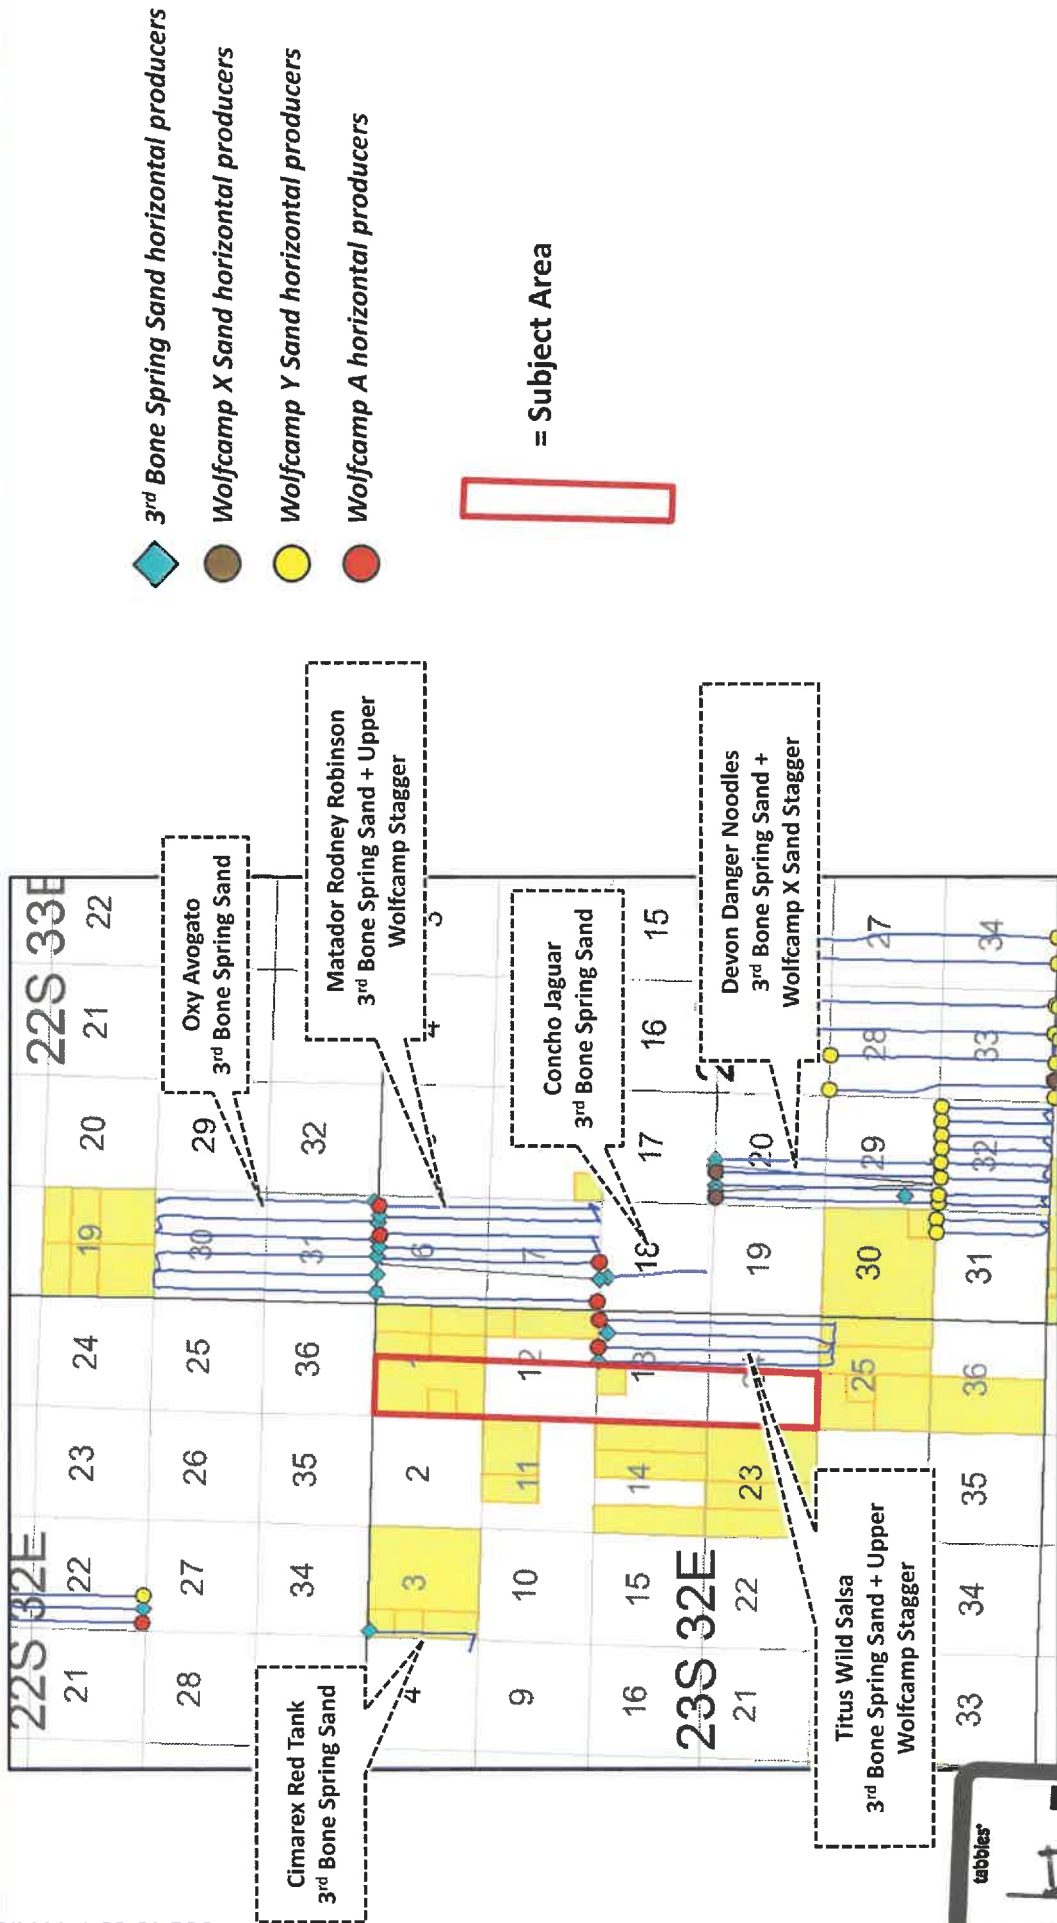 3rd Bone Spring Sand horizontal producers
Wolfcamp X Sand horizontal producers
Wolfcamp Y Sand horizontal producers
Wolfcamp A horizontal producers
= Subject Area
22S 32E
22S 33E
21
22
23
24
19
20
21
22
28
27
26
25
30
29
34
35
36
31
32
4
3
2
1
6
4
3
9
10
11
12
7
16
15
14
13
18
17
16
15
23S 32E
21
22
23
24
19
20
2
25
30
29
28
27
33
34
35
36
31
32
33
34
Oxy Avogato
3rd Bone Spring Sand
Matador Rodney Robinson
3rd Bone Spring Sand + Upper
Wolfcamp Stagger
Concho Jaguar
3rd Bone Spring Sand
Devon Danger Noodles
3rd Bone Spring Sand +
Wolfcamp X Sand Stagger
Cimarex Red Tank
3rd Bone Spring Sand
Titus Wild Salsa
3rd Bone Spring Sand + Upper
Wolfcamp Stagger
tabbies